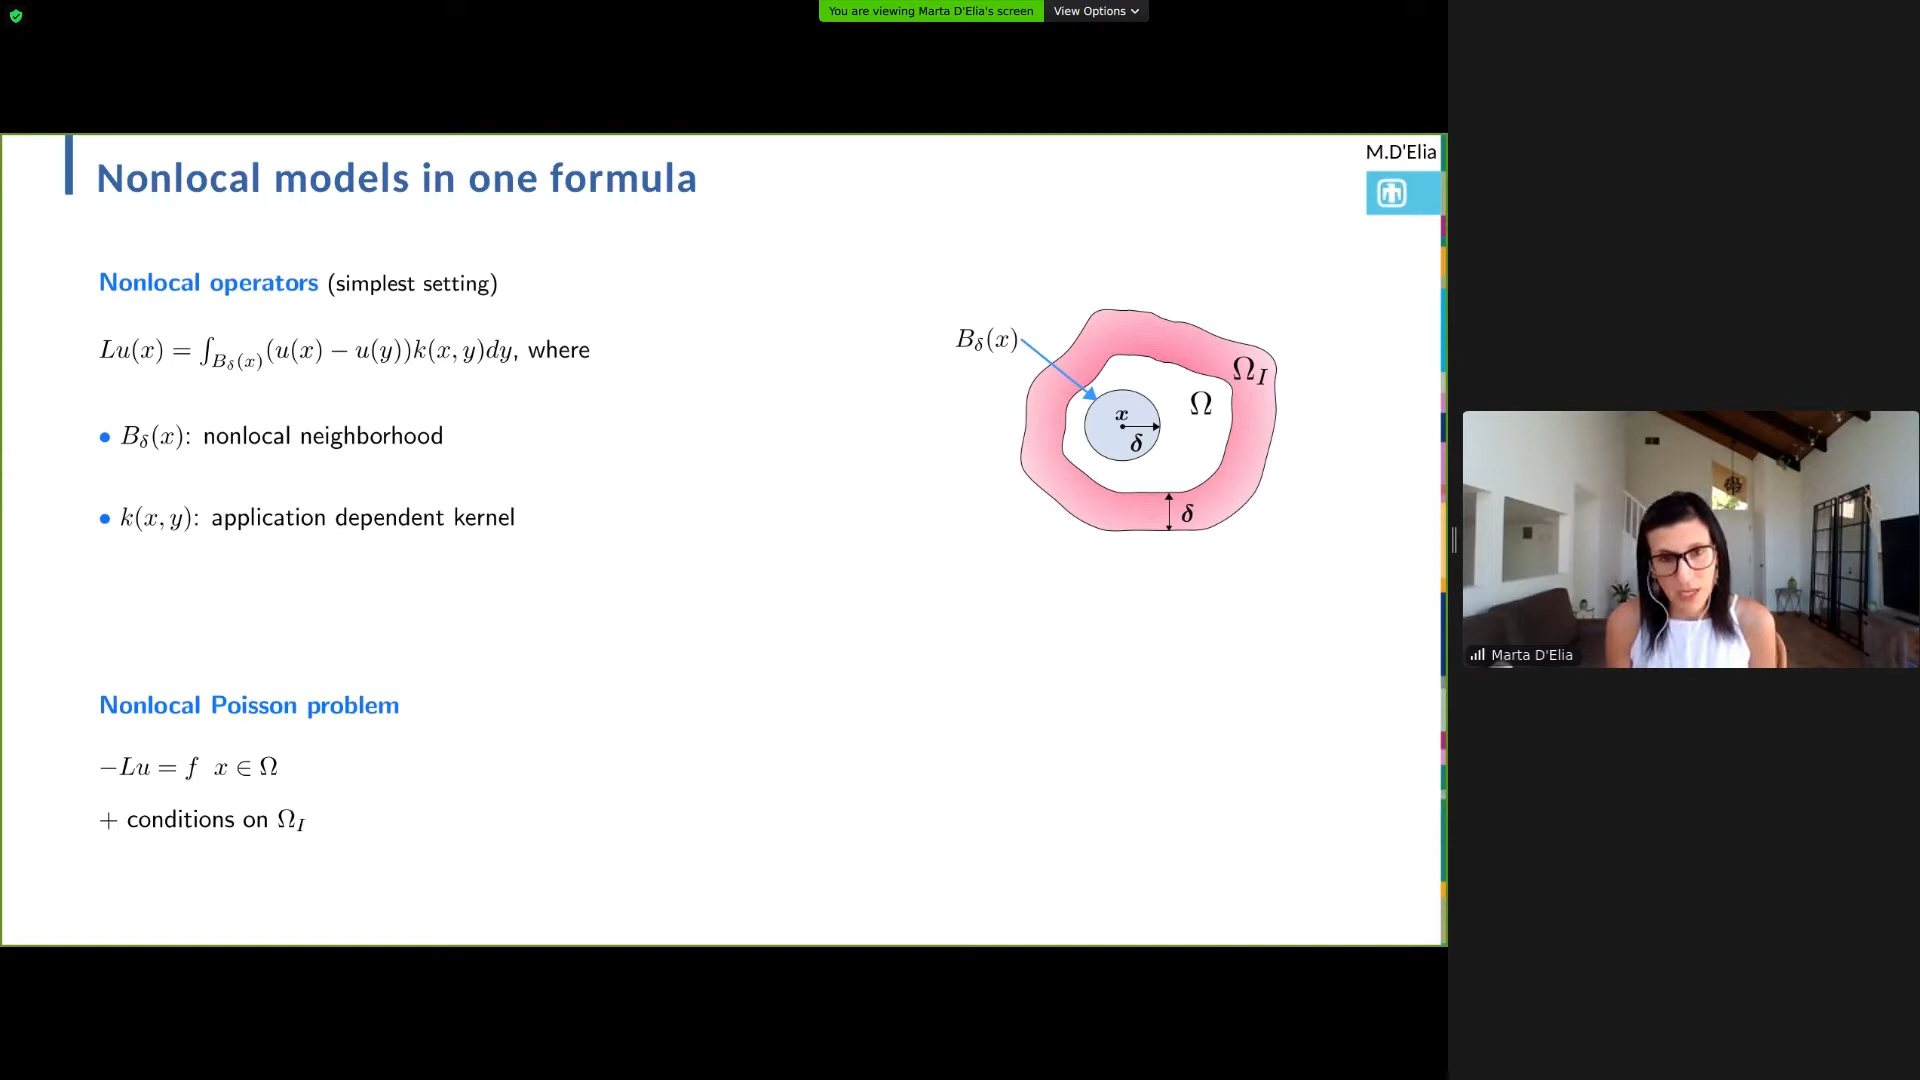 You are viewing Marta D'Elia's screen View Options
Nonlocal models in one formula
M.D'Elia
Nonlocal operators (simplest setting)
Lu(x) = ∫_{B_δ(x)} (u(x) − u(y))k(x, y)dy, where
• B_δ(x): nonlocal neighborhood
• k(x, y): application dependent kernel
B_δ(x)
Ω_I
Ω
x
δ
δ
Nonlocal Poisson problem
−Lu = f x ∈ Ω
+ conditions on Ω_I
Marta D'Elia